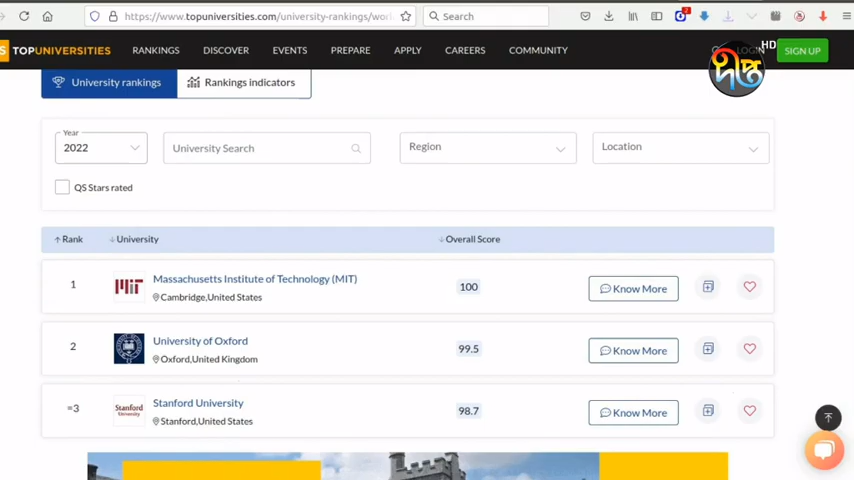 https://www.topuniversities.com/university-rankings/wor
Search
2
TOPUNIVERSITIES
RANKINGS
DISCOVER
EVENTS
PREPARE
APPLY
CAREERS
COMMUNITY
LOGIN
HD
SIGN UP
দীপ্ত
University rankings
Rankings indicators
Year
2022
University Search
Region
Location
QS Stars rated
Rank
University
Overall Score
1
Massachusetts Institute of Technology (MIT)
Cambridge,United States
100
Know More
2
University of Oxford
Oxford,United Kingdom
99.5
Know More
=3
Stanford University
Stanford University
Stanford,United States
98.7
Know More